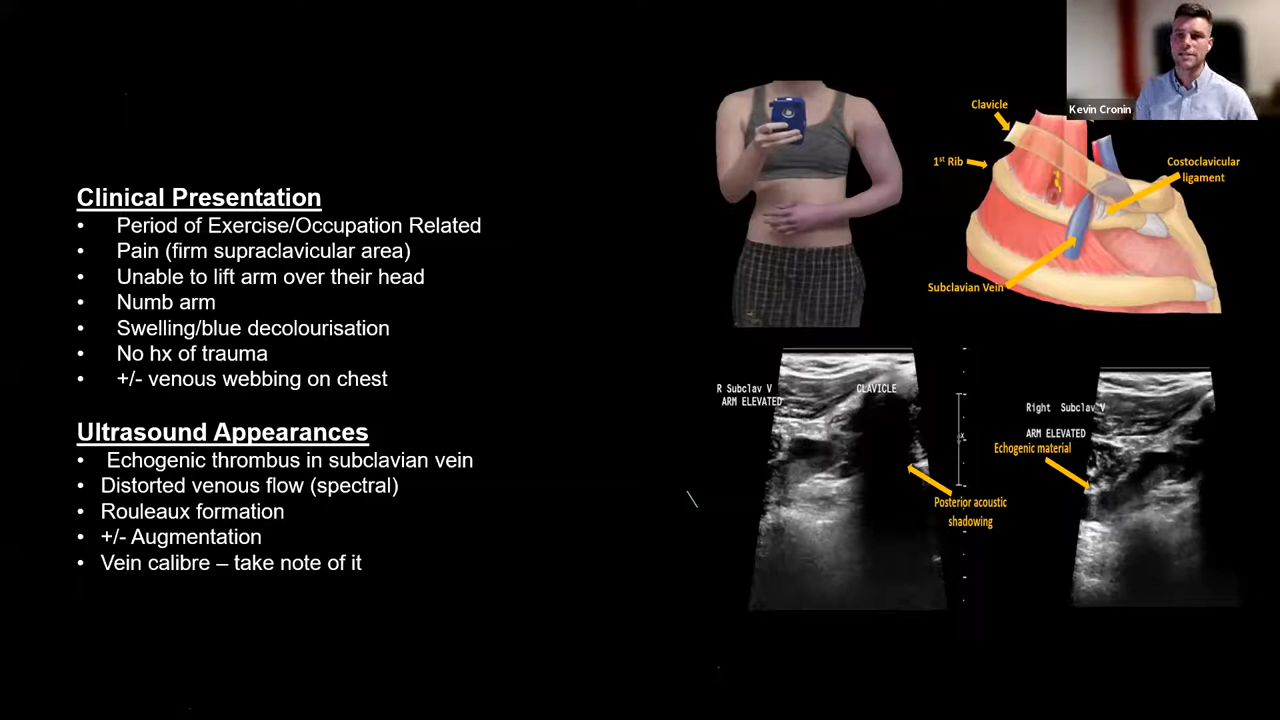 Kevin Cronin
Clinical Presentation
• Period of Exercise/Occupation Related
• Pain (firm supraclavicular area)
• Unable to lift arm over their head
• Numb arm
• Swelling/blue decolourisation
• No hx of trauma
• +/- venous webbing on chest
Ultrasound Appearances
• Echogenic thrombus in subclavian vein
• Distorted venous flow (spectral)
• Rouleaux formation
• +/- Augmentation
• Vein calibre – take note of it
Clavicle
1st Rib
Costoclavicular
ligament
Subclavian Vein
R Subclav V
ARM ELEVATED
CLAVICLE
Posterior acoustic
shadowing
Right Subclav V
ARM ELEVATED
Echogenic material